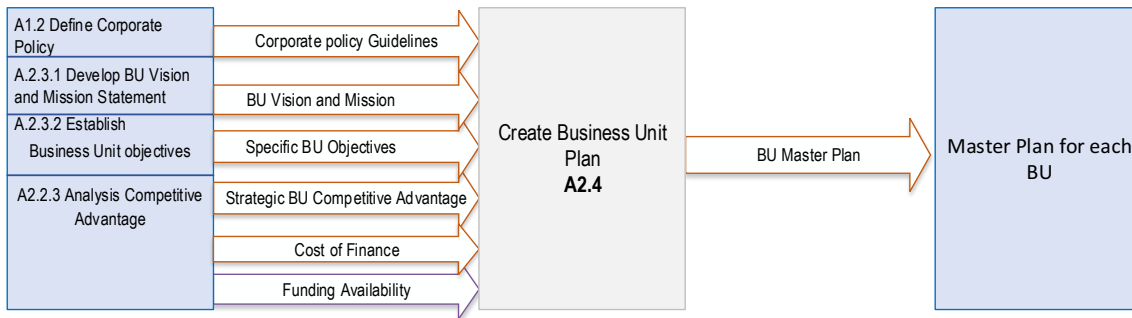 A1.2 Define Corporate
Policy
A.2.3.1 Develop BU Vision
and Mission Statement
A.2.3.2 Establish
Business Unit objectives
A2.2.3 Analysis Competitive
Advantage
Corporate policy Guidelines
BU Vision and Mission
Specific BU Objectives
Strategic BU Competitive Advantage
Cost of Finance
Funding Availability
Create Business Unit
Plan
A2.4
BU Master Plan
Master Plan for each
BU